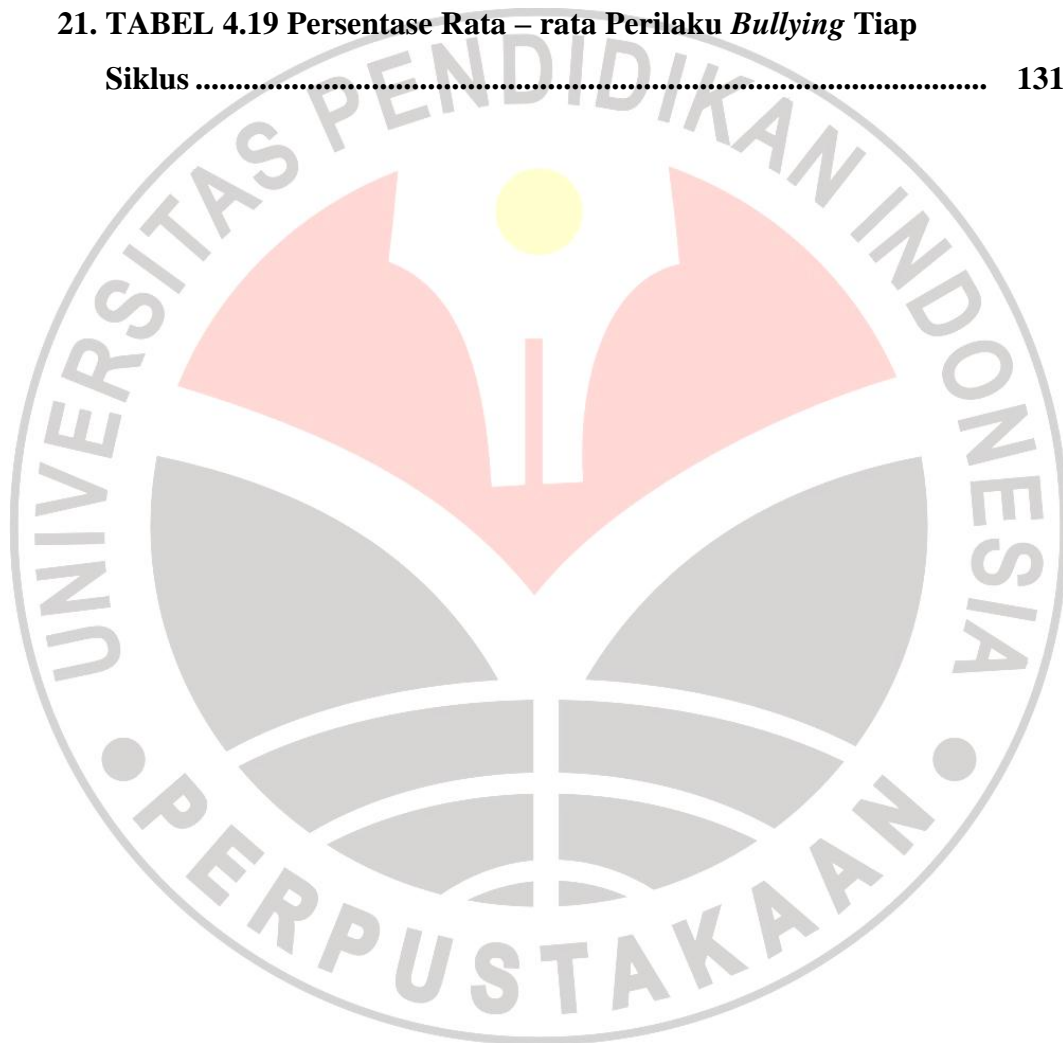 21. TABEL 4.19 Persentase Rata – rata Perilaku Bullying Tiap
Siklus .................................................................................................... 131
UNIVERSITAS PENDIDIKAN INDONESIA
PERPUSTAKAAN